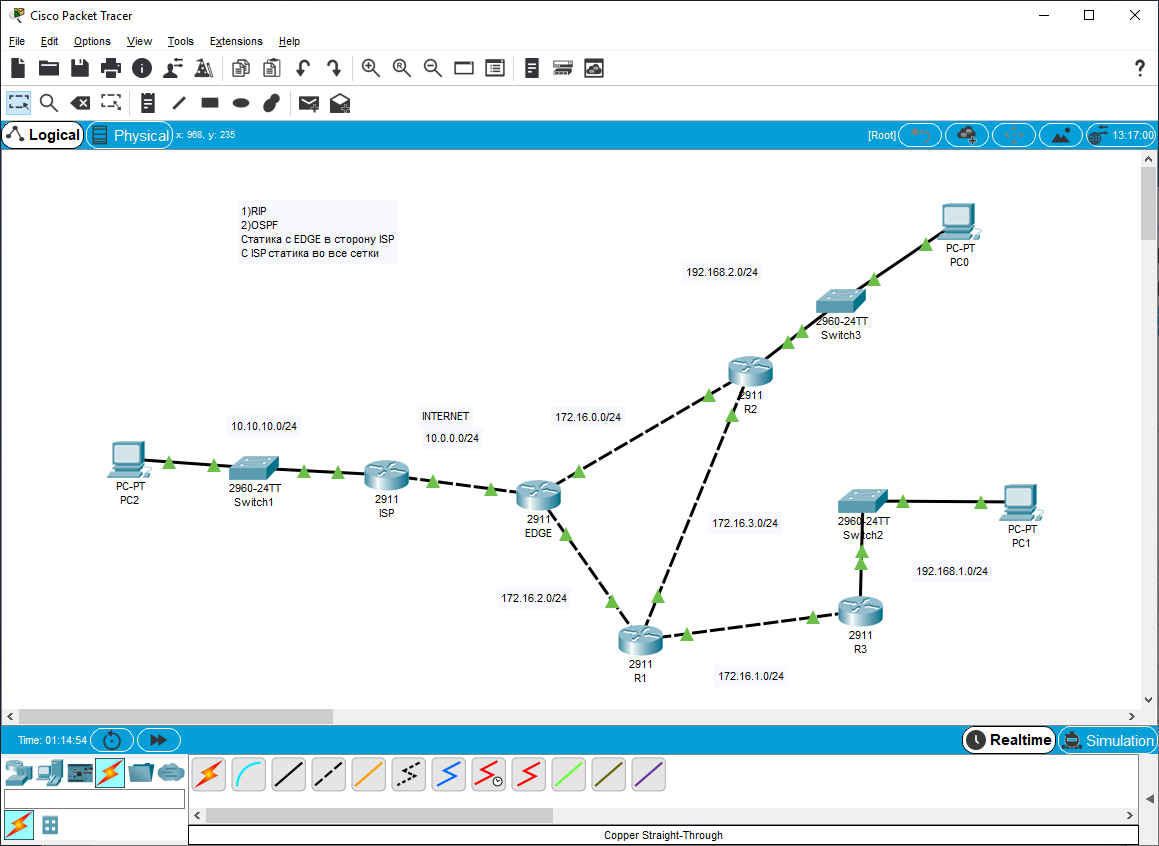 Cisco Packet Tracer
File Edit Options View Tools Extensions Help
Logical Physical x: 968, y: 235 [Root] 13:17:00
1)RIP
2)OSPF
Статика с EDGE в сторону ISP
С ISP статика во все сетки
PC-PT
PC0
192.168.2.0/24
2960-24TT
Switch3
2911
R2
INTERNET
10.0.0.0/24
172.16.0.0/24
10.10.10.0/24
PC-PT
PC2
2960-24TT
Switch1
2911
ISP
2911
EDGE
172.16.3.0/24
2960-24TT
Switch2
PC-PT
PC1
192.168.1.0/24
172.16.2.0/24
2911
R3
2911
R1
172.16.1.0/24
Time: 01:14:54 Realtime Simulation
Copper Straight-Through